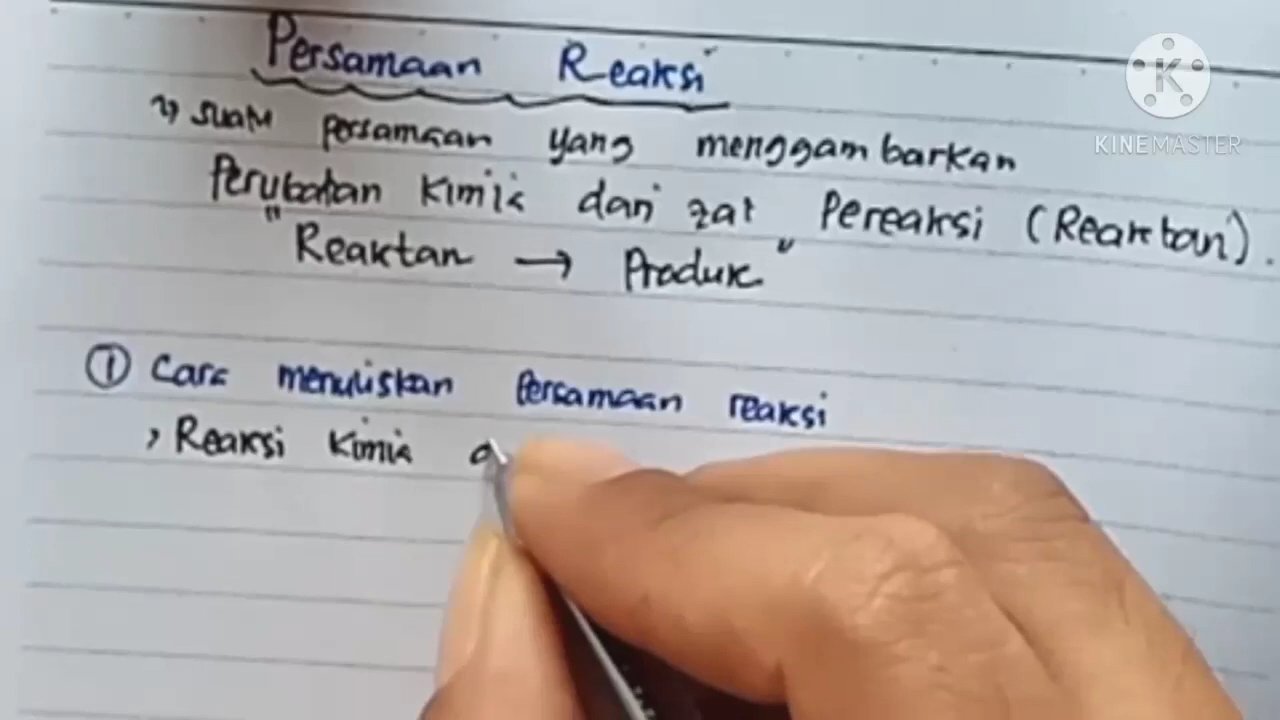 Persamaan Reaksi
KINEMASTER
Suatu persamaan yang menggambarkan
Perubahan Kimia dari zat Pereaksi (Reaktan).
"Reaktan → Produk"
① Cara menuliskan Persamaan reaksi
, Reaksi Kimia